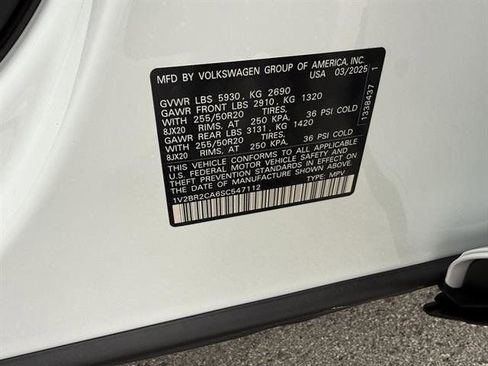 MFD BY VOLKSWAGEN GROUP OF AMERICA, INC.
USA 03/2025
GVWR LBS 5930, KG 2690
GAWR FRONT LBS 2910, KG 1320
WITH 255/50R20 TIRES,
8JX20 RIMS, AT 250 KPA, 36 PSI COLD
GAWR REAR LBS 3131, KG 1420
WITH 255/50R20 TIRES,
8JX20 RIMS, AT 250 KPA, 36 PSI COLD
THIS VEHICLE CONFORMS TO ALL APPLICABLE
U.S. FEDERAL MOTOR VEHICLE SAFETY AND
THEFT PREVENTION STANDARDS IN EFFECT
ON THE DATE OF MANUFACTURE SHOWN ABOVE.
1V2BR2CA6SC547112 TYPE: MPV
1338437 1